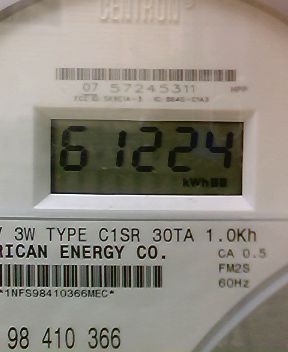 CENTRON®
07 57245311 MPP
61224
kWh
3W TYPE C1SR 30TA 1.0Kh
RICAN ENERGY CO. CA 0.5
FM2S
60Hz
*1NFS98410366MEC*
98 410 366